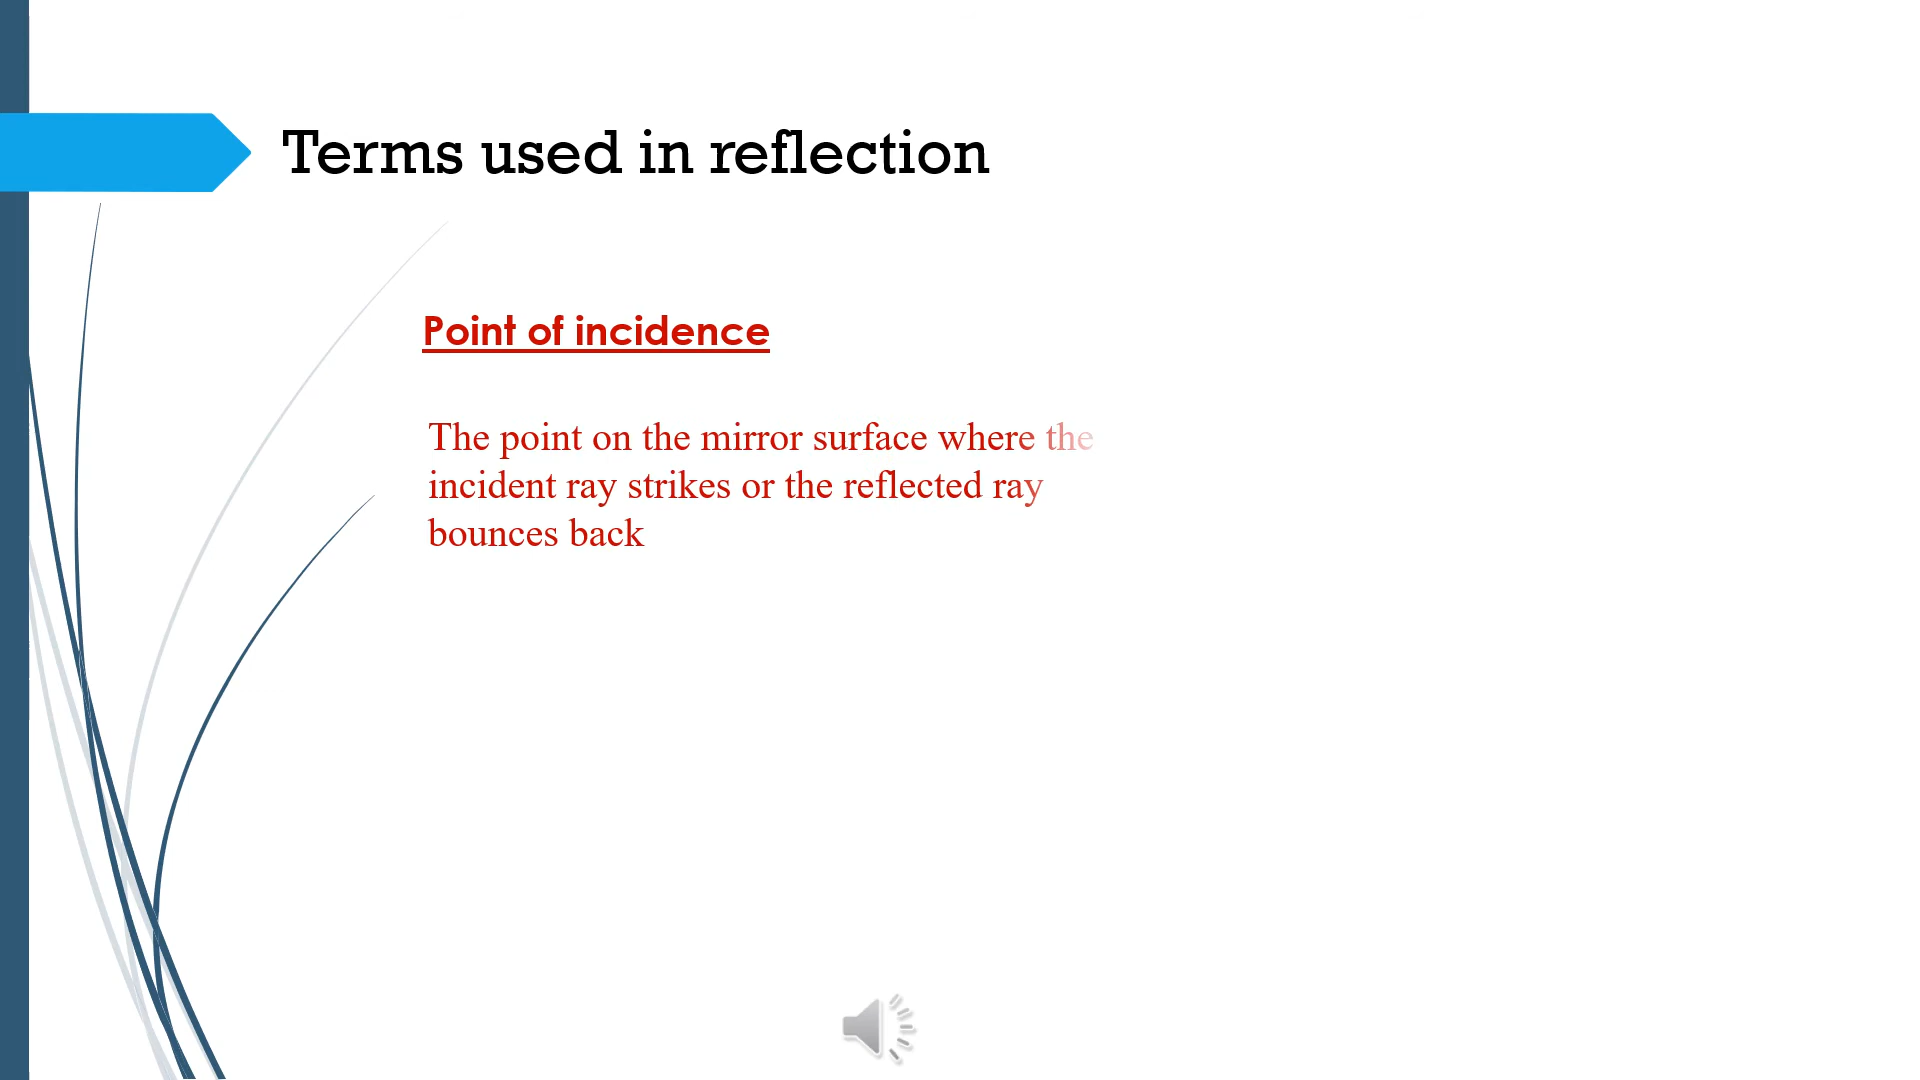 Terms used in reflection
Point of incidence
The point on the mirror surface where the
incident ray strikes or the reflected ray
bounces back